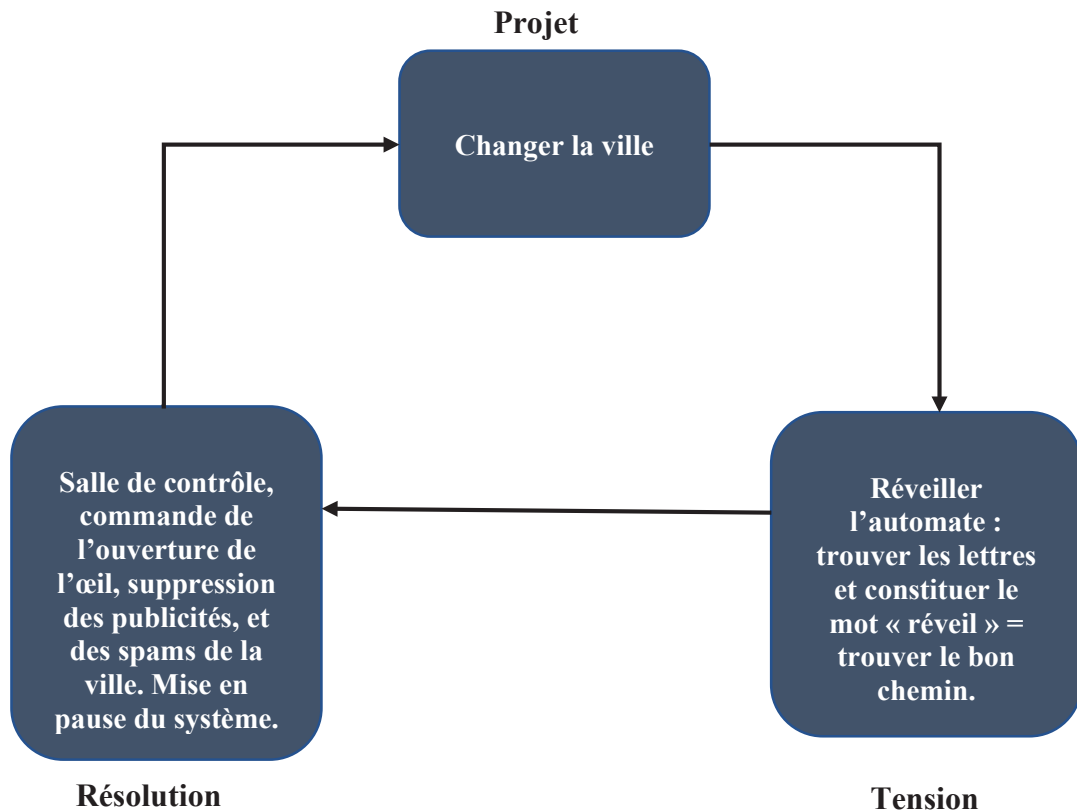 Projet
Changer la ville
Salle de contrôle,
commande de
l’ouverture de
l’œil, suppression
des publicités, et
des spams de la
ville. Mise en
pause du système.
Résolution
Réveiller
l’automate :
trouver les lettres
et constituer le
mot « réveil » =
trouver le bon
chemin.
Tension